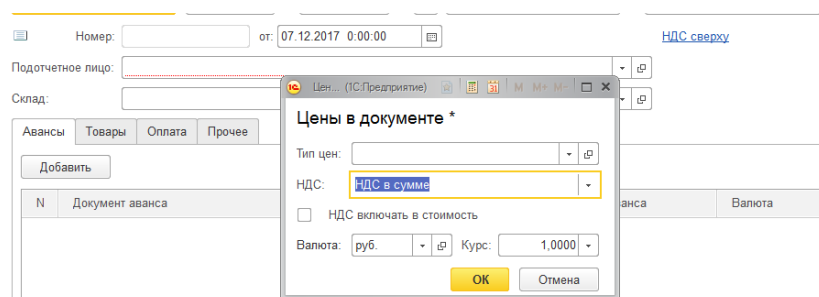 Номер:
от: 07.12.2017 0:00:00
НДС сверху
Подотчетное лицо:
Склад:
Авансы Товары Оплата Прочее
Добавить
N Документ аванса
Валюта
1С Цен... (1С:Предприятие) 31 M M+ M-
Цены в документе *
Тип цен:
НДС: НДС в сумме
НДС включать в стоимость
Валюта: руб. Курс: 1,0000
ОК Отмена